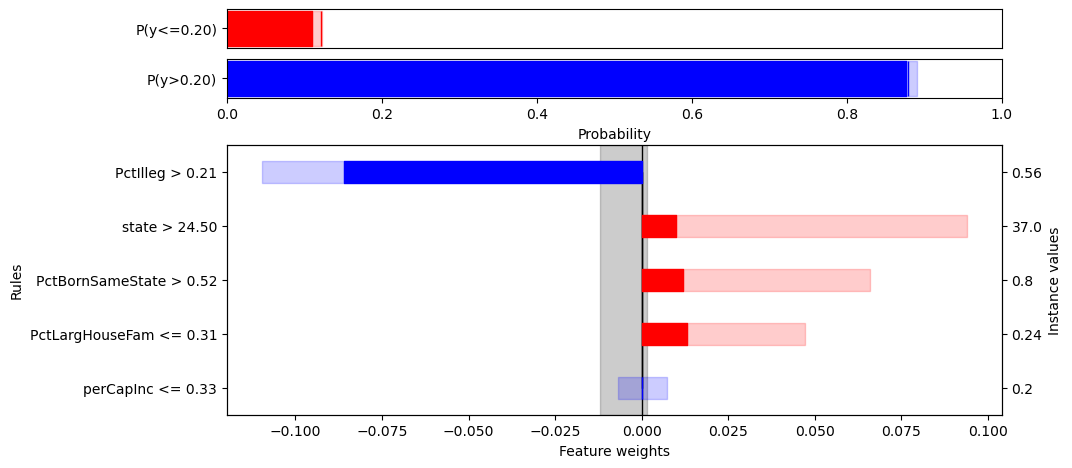 P(y<=0.20)
P(y>0.20)
0.0 0.2 0.4 0.6 0.8 1.0
Probability
PctIlleg > 0.21 0.56
state > 24.50 37.0
PctBornSameState > 0.52 0.8
PctLargHouseFam <= 0.31 0.24
perCapInc <= 0.33 0.2
Rules
Instance values
−0.100 −0.075 −0.050 −0.025 0.000 0.025 0.050 0.075 0.100
Feature weights